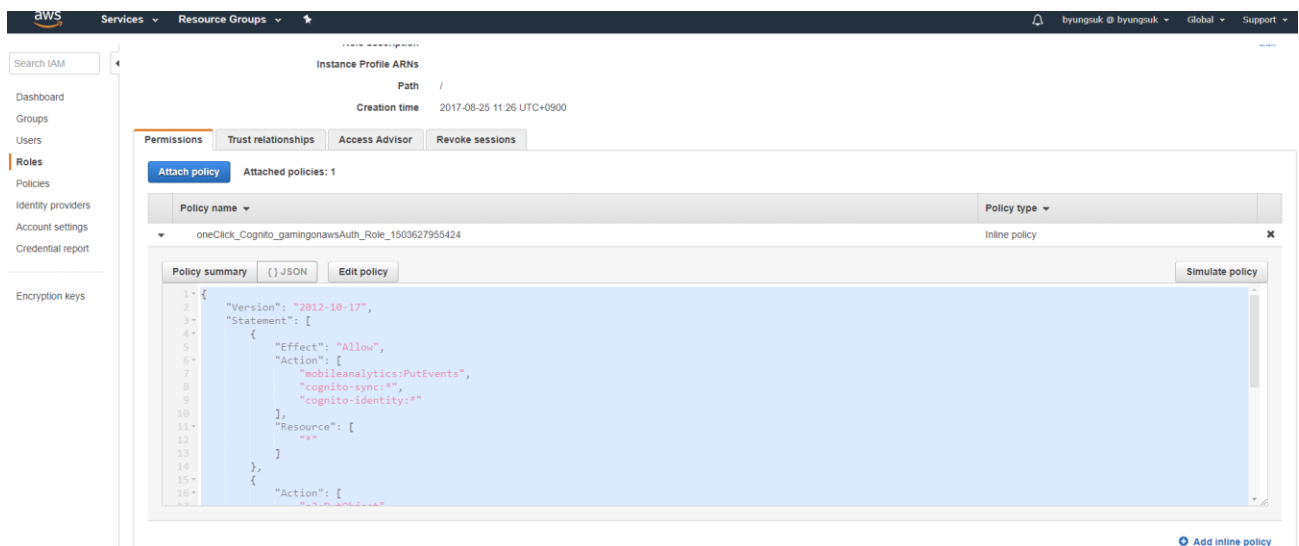 aws Services Resource Groups byungsuk @ byungsuk Global Support
Search IAM
Dashboard
Groups
Users
Roles
Policies
Identity providers
Account settings
Credential report
Encryption keys
Instance Profile ARNs
Path /
Creation time 2017-08-25 11:26 UTC+0900
Permissions Trust relationships Access Advisor Revoke sessions
Attach policy Attached policies: 1
Policy name Policy type
oneClick_Cognito_gamingonawsAuth_Role_1503627955424 Inline policy
Policy summary { } JSON Edit policy Simulate policy
1 {
2 "Version": "2012-10-17",
3 "Statement": [
4 {
5 "Effect": "Allow",
6 "Action": [
7 "mobileanalytics:PutEvents",
8 "cognito-sync:*",
9 "cognito-identity:*"
10 ],
11 "Resource": [
12 "*"
13 ]
14 },
15 {
16 "Action": [
Add inline policy